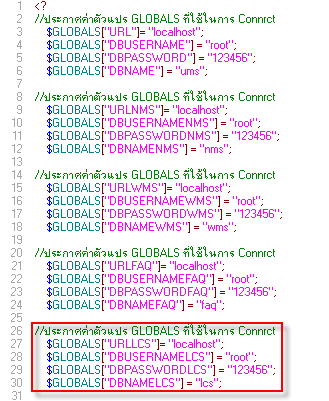 1 <?
2 //ประกาศค่าตัวแปร GLOBALS ที่ใช้ในการ Connrct
3 $GLOBALS["URL"]= "localhost";
4 $GLOBALS["DBUSERNAME"] = "root";
5 $GLOBALS["DBPASSWORD"] = "123456";
6 $GLOBALS["DBNAME"] = "ums";
7
8 //ประกาศค่าตัวแปร GLOBALS ที่ใช้ในการ Connrct
9 $GLOBALS["URLNMS"]= "localhost";
10 $GLOBALS["DBUSERNAMENMS"] = "root";
11 $GLOBALS["DBPASSWORDNMS"] = "123456";
12 $GLOBALS["DBNAMENMS"] = "nms";
13
14 //ประกาศค่าตัวแปร GLOBALS ที่ใช้ในการ Connrct
15 $GLOBALS["URLWMS"]= "localhost";
16 $GLOBALS["DBUSERNAMEWMS"] = "root";
17 $GLOBALS["DBPASSWORDWMS"] = "123456";
18 $GLOBALS["DBNAMEWMS"] = "wms";
19
20 //ประกาศค่าตัวแปร GLOBALS ที่ใช้ในการ Connrct
21 $GLOBALS["URLFAQ"]= "localhost";
22 $GLOBALS["DBUSERNAMEFAQ"] = "root";
23 $GLOBALS["DBPASSWORDFAQ"] = "123456";
24 $GLOBALS["DBNAMEFAQ"] = "faq";
25
26 //ประกาศค่าตัวแปร GLOBALS ที่ใช้ในการ Connrct
27 $GLOBALS["URLLCS"]= "localhost";
28 $GLOBALS["DBUSERNAMELCS"] = "root";
29 $GLOBALS["DBPASSWORDLCS"] = "123456";
30 $GLOBALS["DBNAMELCS"] = "lcs";
31